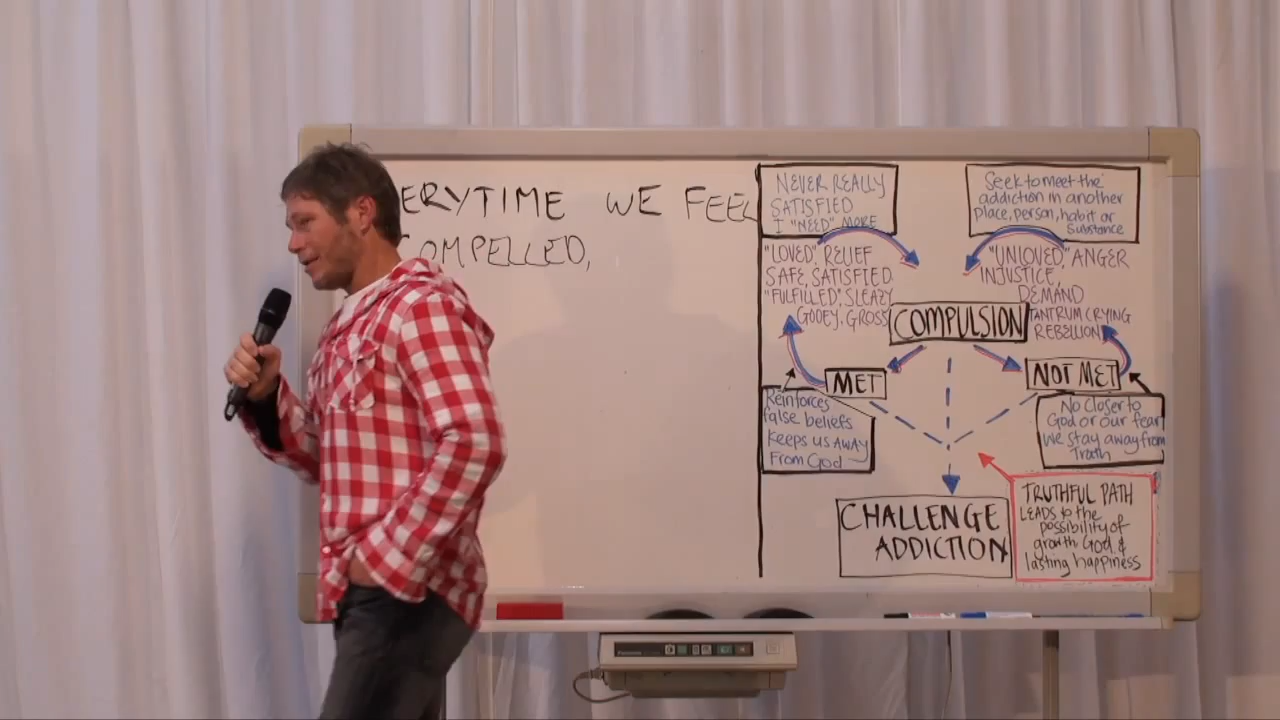 ERYTIME WE FEEL
COMPELLED,
NEVER REALLY
SATISFIED
I "NEED" MORE
Seek to meet the
addiction in another
place, person, habit or
Substance
"LOVED", RELIEF
SAFE, SATISFIED
"FULFILLED", SLEAZY
GOOEY, GROSS
"UNLOVED," ANGER
INJUSTICE,
DEMAND
TANTRUM CRYING
REBELLION
COMPULSION
MET
NOT MET
Reinforces
false beliefs
Keeps us AWAY
From God
No Closer to
God or our fear
We stay away from
Truth
CHALLENGE
ADDICTION
TRUTHFUL PATH
LEADS to the
possibility of
growth, God &
lasting happiness
Panasonic